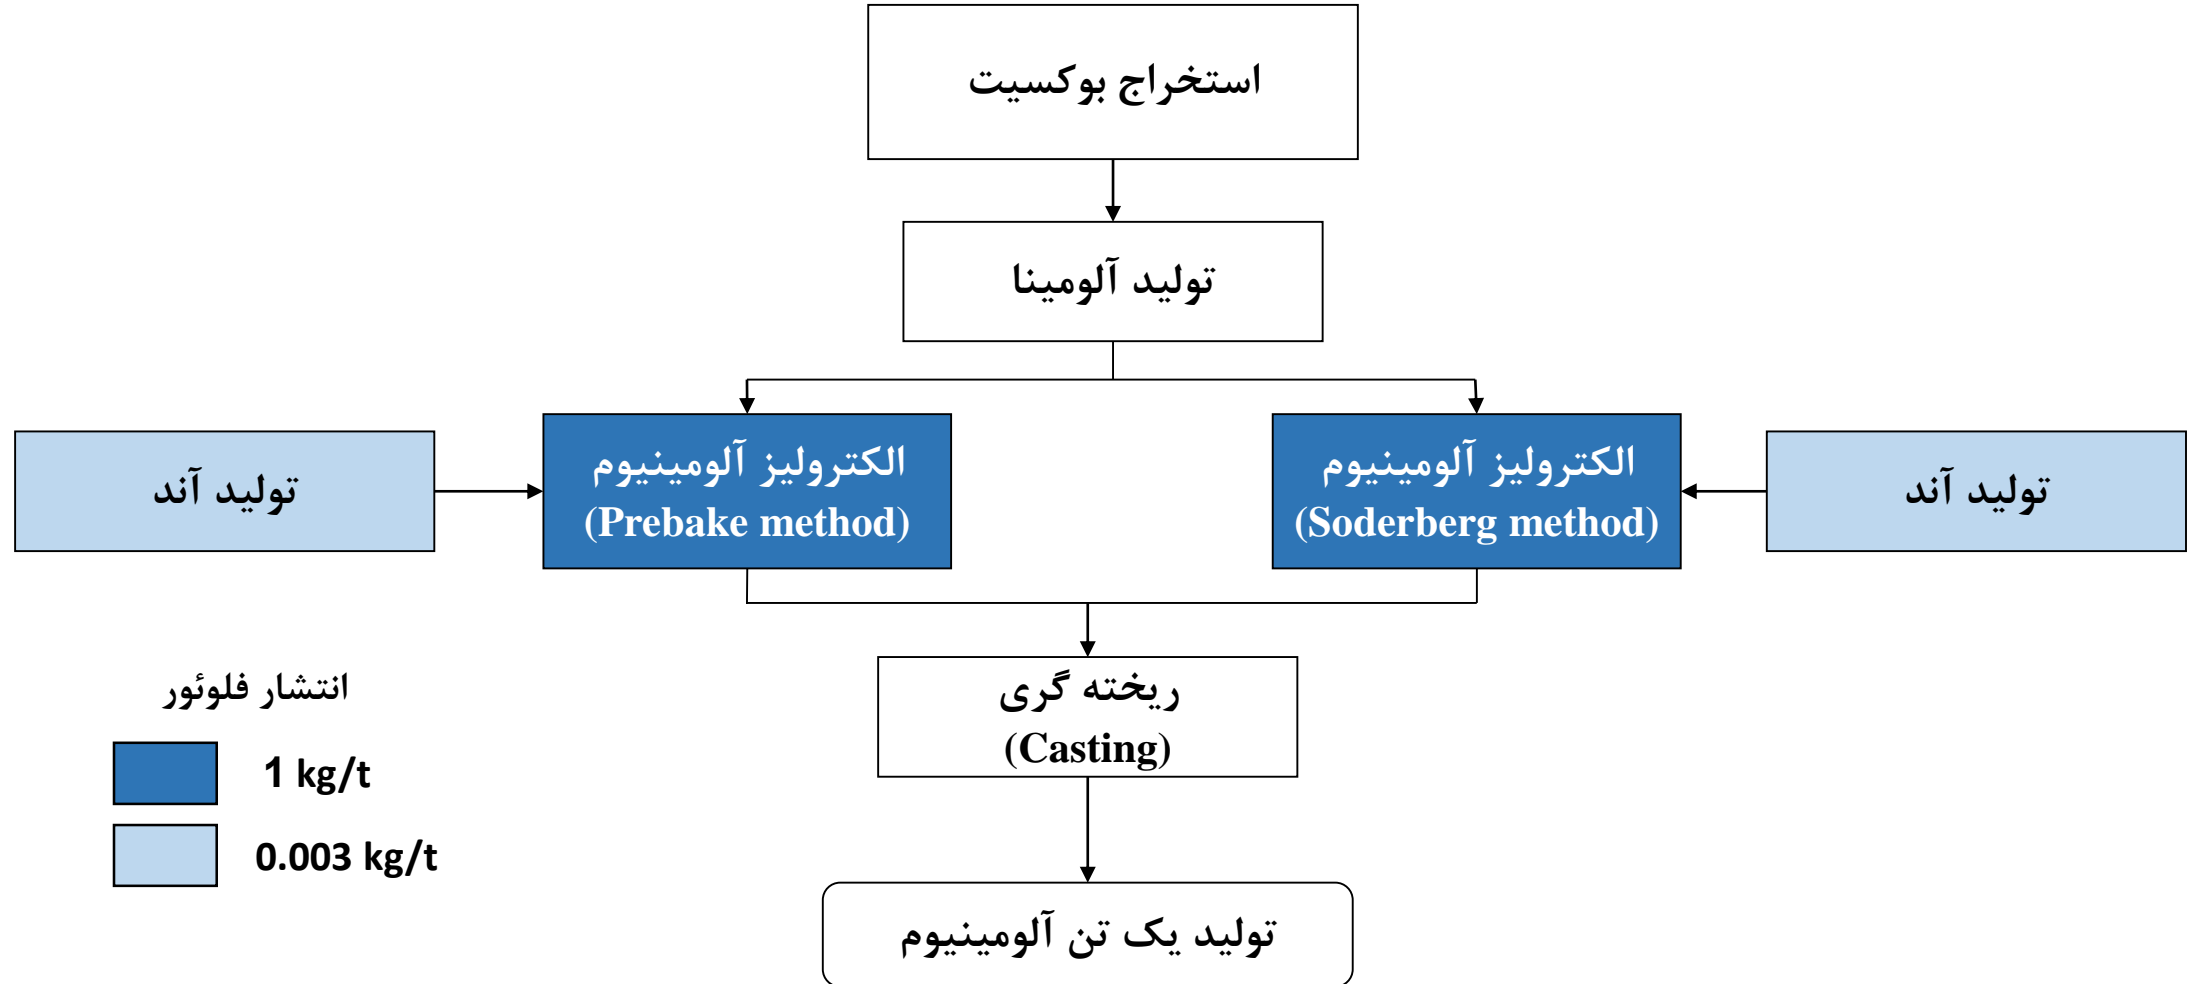 استخراج بوکسیت
تولید آلومینا
تولید آند
الکترولیز آلومینیوم
(Soderberg method)
الکترولیز آلومینیوم
(Prebake method)
تولید آند
ریخته گری
(Casting)
تولید یک تن آلومینیوم
انتشار فلوئور
1 kg/t
0.003 kg/t